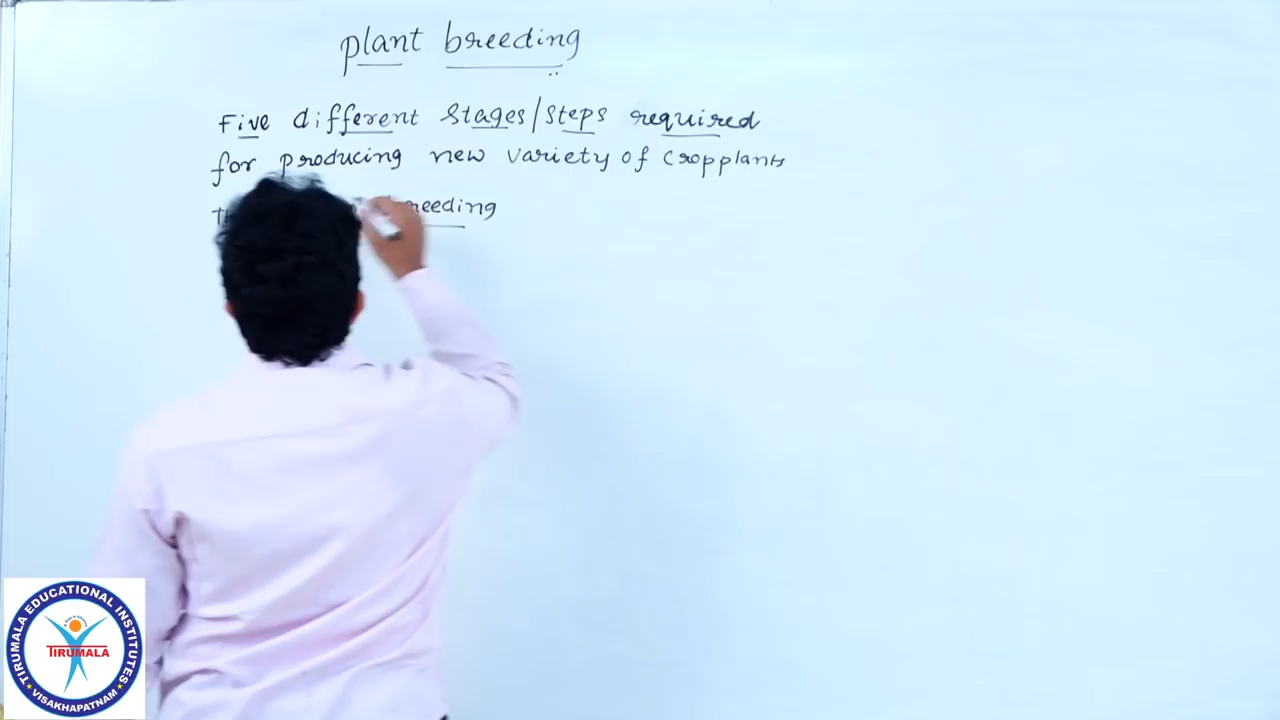 plant breeding
Five different stages/steps required
for producing new variety of cropplants
breeding
TIRUMALA EDUCATIONAL INSTITUTES
TIRUMALA
VISAKHAPATNAM